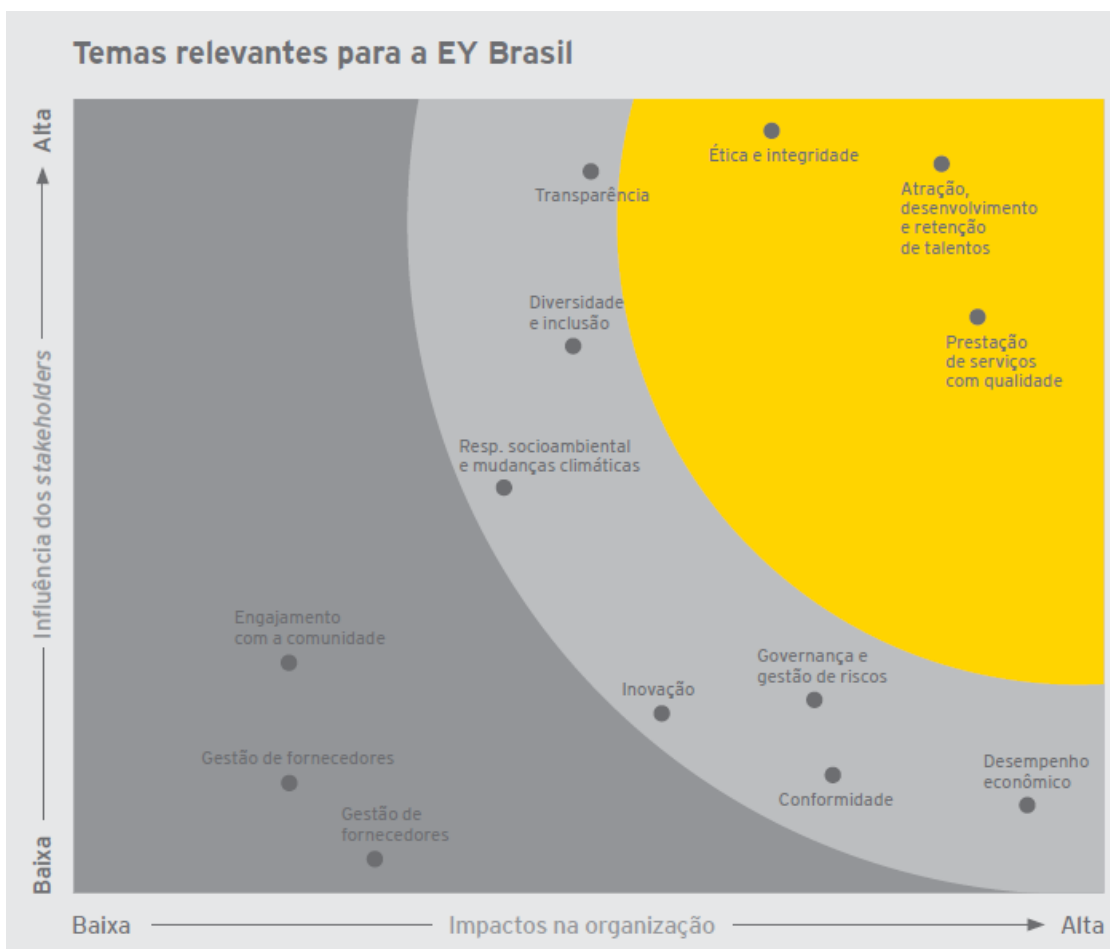 Temas relevantes para a EY Brasil
Alta
Influência dos stakeholders
Baixa
Ética e integridade
Transparência
Atração,
desenvolvimento
e retenção
de talentos
Diversidade
e inclusão
Prestação
de serviços
com qualidade
Resp. socioambiental
e mudanças climáticas
Engajamento
com a comunidade
Governança e
gestão de riscos
Inovação
Gestão de fornecedores
Desempenho
econômico
Conformidade
Gestão de
fornecedores
Baixa
Impactos na organização
Alta